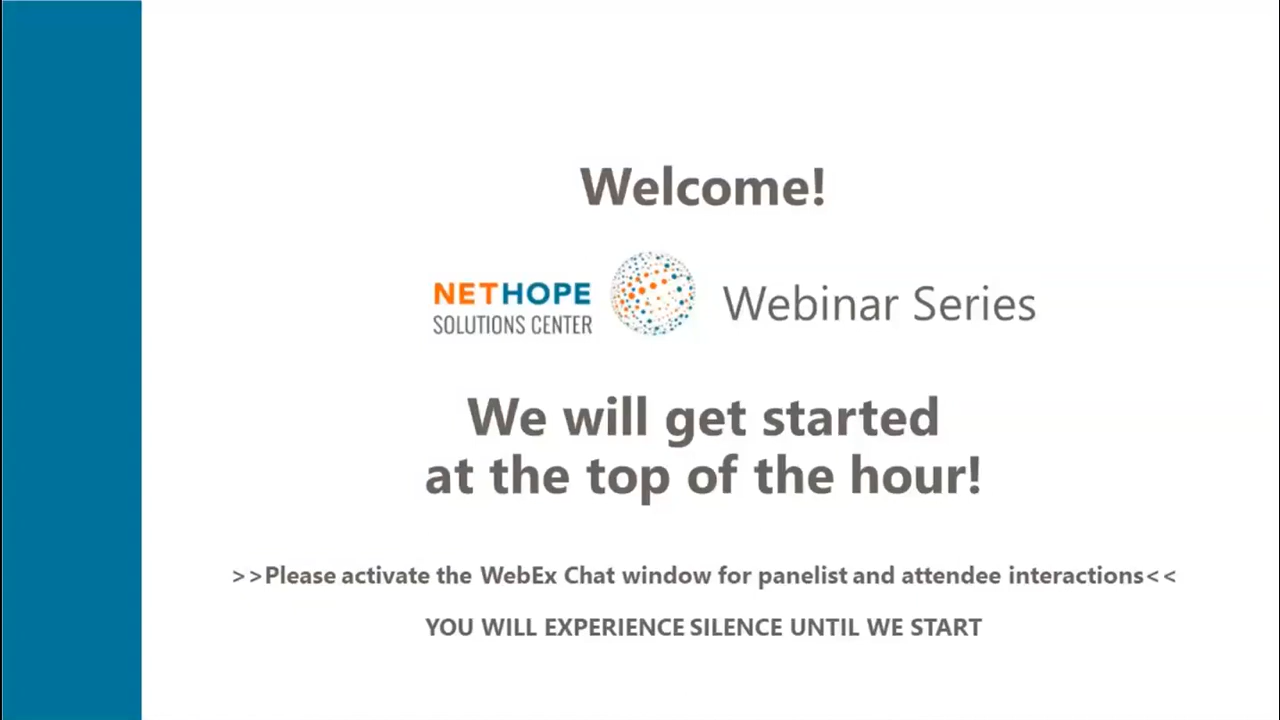 Welcome!
NETHOPE
SOLUTIONS CENTER
Webinar Series
We will get started
at the top of the hour!
>>Please activate the WebEx Chat window for panelist and attendee interactions<<
YOU WILL EXPERIENCE SILENCE UNTIL WE START